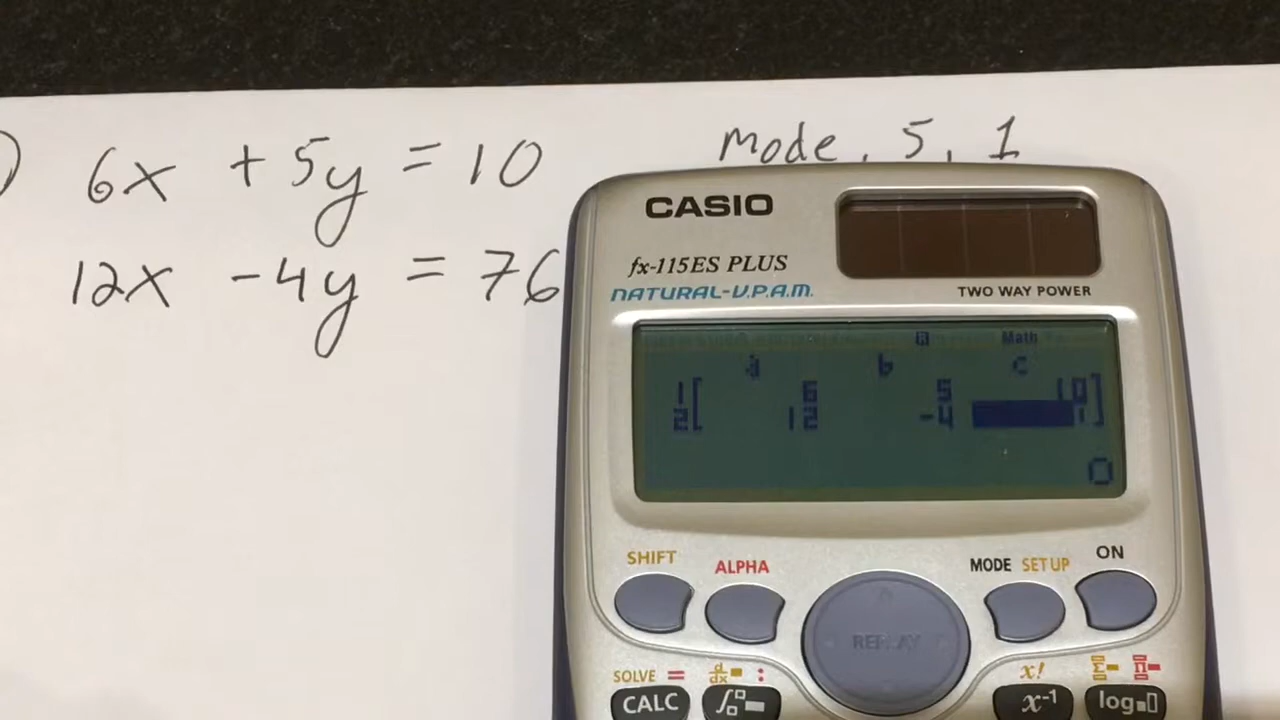 6x + 5y = 10
12x - 4y = 76
mode, 5, 1
CASIO
fx-115ES PLUS
NATURAL-V.P.A.M.
TWO WAY POWER
R Math
a b c
1 [ 6 5 10 ]
2 [ 12 -4 ]
0
SHIFT
ALPHA
MODE SETUP
ON
REPLAY
SOLVE =
d/dx :
x!
Σ Π
CALC
∫
x⁻¹
log